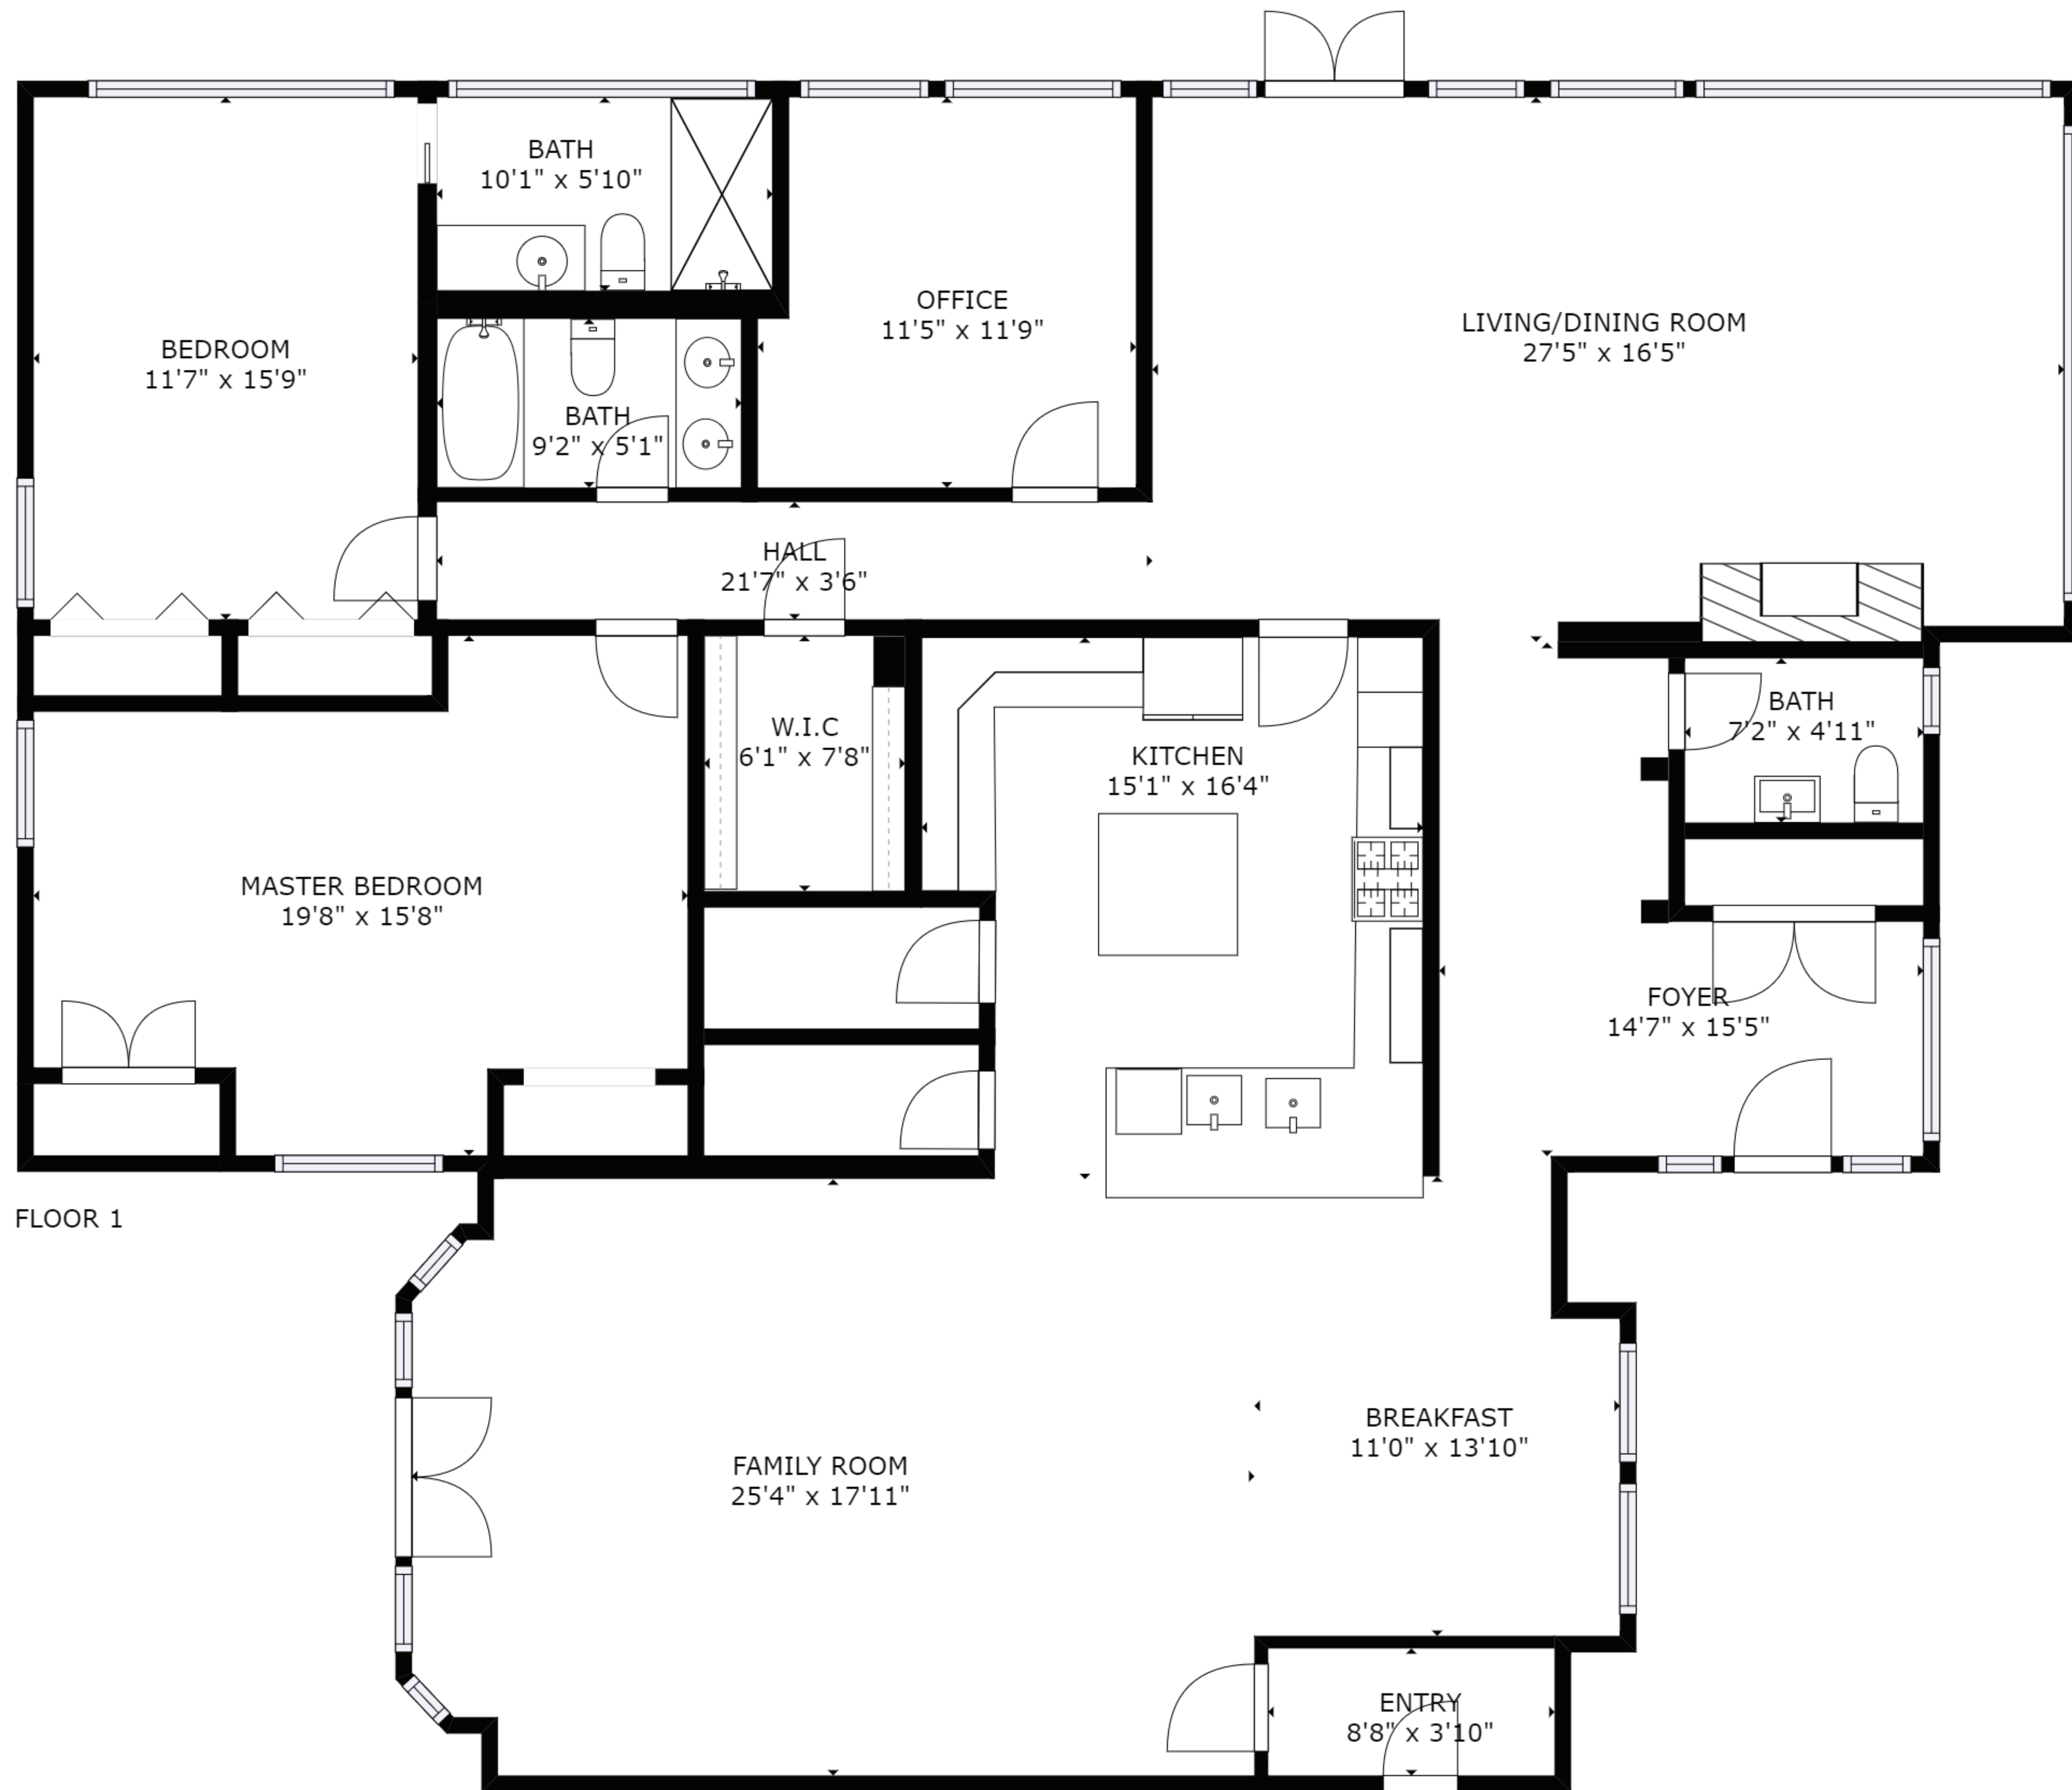 BATH
10'1" x 5'10"
OFFICE
11'5" x 11'9"
LIVING/DINING ROOM
27'5" x 16'5"
BEDROOM
11'7" x 15'9"
BATH
9'2" x 5'1"
HALL
21'7" x 3'6"
BATH
7'2" x 4'11"
W.I.C
6'1" x 7'8"
KITCHEN
15'1" x 16'4"
MASTER BEDROOM
19'8" x 15'8"
FOYER
14'7" x 15'5"
FLOOR 1
BREAKFAST
11'0" x 13'10"
FAMILY ROOM
25'4" x 17'11"
ENTRY
8'8" x 3'10"